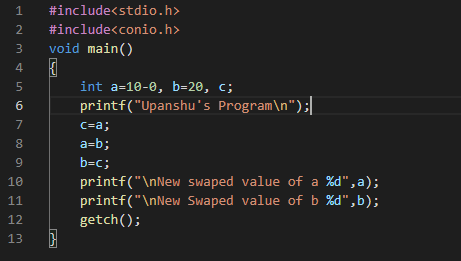 1 #include<stdio.h>
2 #include<conio.h>
3 void main()
4 {
5 int a=10-0, b=20, c;
6 printf("Upanshu's Program\n");
7 c=a;
8 a=b;
9 b=c;
10 printf("\nNew swaped value of a %d",a);
11 printf("\nNew Swaped value of b %d",b);
12 getch();
13 }